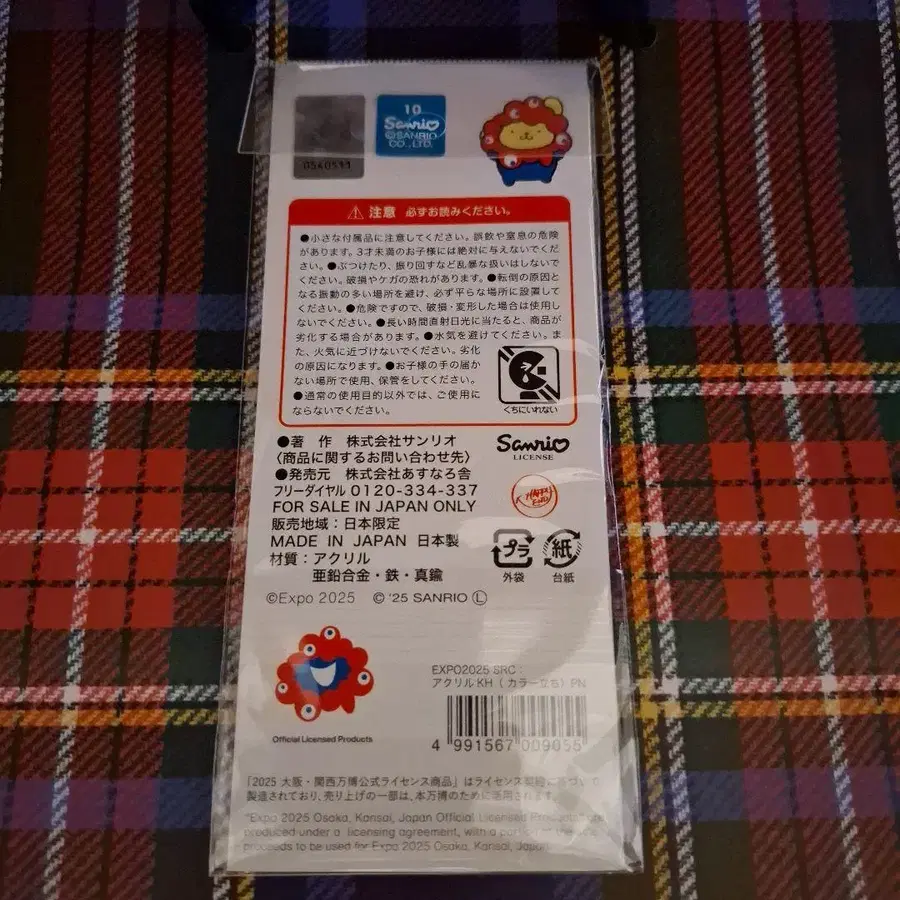 10
Sanrio
©SANRIO
CO., LTD.
注意 必ずお読みください。
●小さな付属品に注意してください。誤飲や窒息の危険
があります。3才未満のお子様には絶対に与えないでくだ
さい。●ぶつけたり、振り回すなど乱暴な扱いはしないで
ください。破損やケガの恐れがあります。●転倒の原因と
なる振動の多い場所を避け、必ず平らな場所に設置して
ください。●危険ですので、破損・変形した場合は使用し
ないでください。●長い時間直射日光に当たると、商品が
劣化する場合があります。●水気を避けてください。ま
た、火気に近づけないでください。劣化
の原因になります。●お子様の手の届か
ない場所で使用、保管をしてください。
●通常の使用目的以外では、ご使用に
ならないでください。
くちにいれない
●著 作 株式会社サンリオ
〈商品に関するお問い合わせ先〉
●発売元 株式会社あすなろ舎
フリーダイヤル 0120-334-337
FOR SALE IN JAPAN ONLY
販売地域：日本限定
MADE IN JAPAN 日本製
材質：アクリル
亜鉛合金・鉄・真鍮
©Expo 2025 © '25 SANRIO Ⓛ
Sanrio
LICENSE
プラ
外袋
紙
台紙
Official Licensed Products
EXPO2025 SRC：
アクリルKH（カラー立ち）PN
4 991567 009055
「2025 大阪・関西万博公式ライセンス商品」はライセンス契約に基づいて
製造されており、売り上げの一部は、本万博のために活用されます。
"Expo 2025 Osaka, Kansai, Japan Official Licensed Products" are
produced under a licensing agreement, with a portion of the
proceeds to be used for Expo 2025 Osaka, Kansai, Japan.